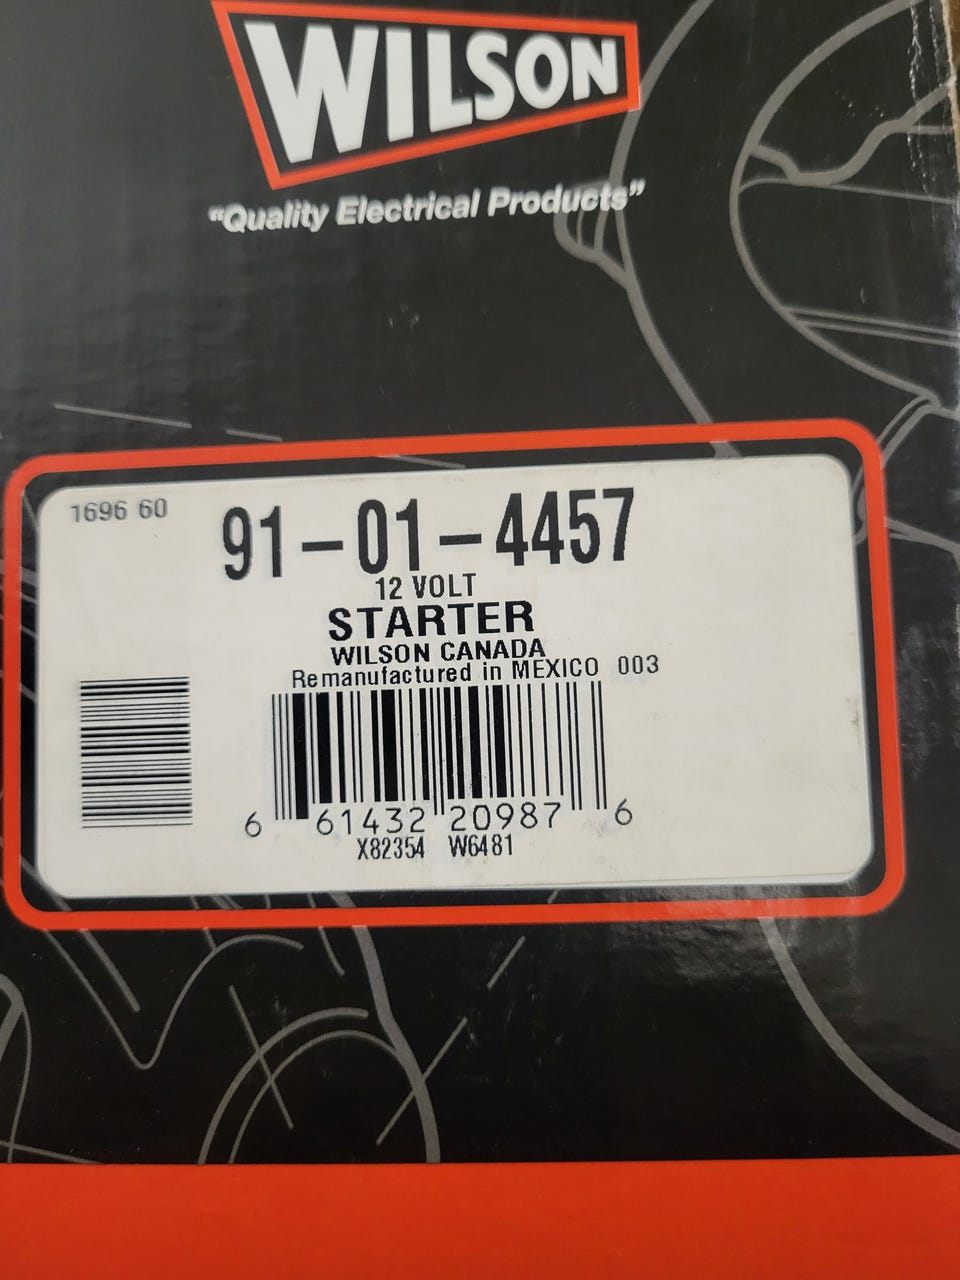 WILSON
“Quality Electrical Products”
1696 60
91-01-4457
12 VOLT
STARTER
WILSON CANADA
Remanufactured in MEXICO 003
6 61432 20987 6
X82354 W6481